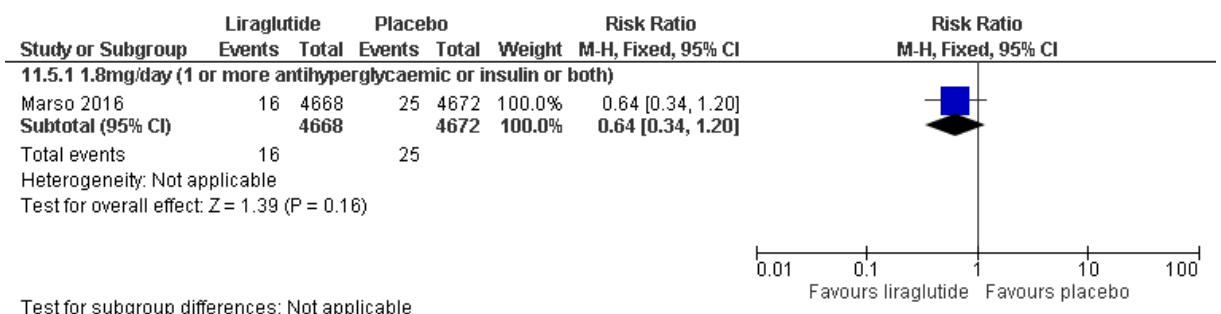 Liraglutide Placebo Risk Ratio Risk Ratio
Study or Subgroup Events Total Events Total Weight M-H, Fixed, 95% CI M-H, Fixed, 95% CI
11.5.1 1.8mg/day (1 or more antihyperglycaemic or insulin or both)
Marso 2016 16 4668 25 4672 100.0% 0.64 [0.34, 1.20]
Subtotal (95% CI) 4668 4672 100.0% 0.64 [0.34, 1.20]
Total events 16 25
Heterogeneity: Not applicable
Test for overall effect: Z = 1.39 (P = 0.16)
0.01 0.1 1 10 100
Favours liraglutide Favours placebo
Test for subgroup differences: Not applicable